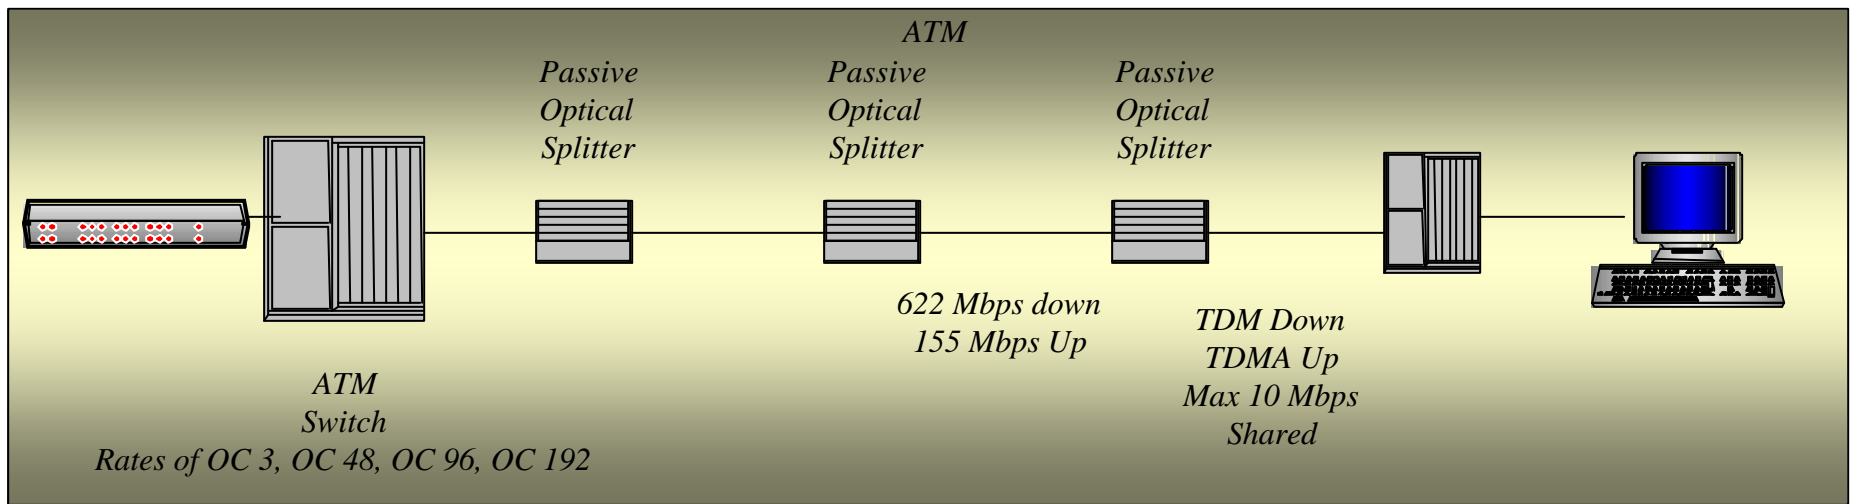 ATM
Passive
Optical
Splitter
Passive
Optical
Splitter
Passive
Optical
Splitter
622 Mbps down
155 Mbps Up
TDM Down
TDMA Up
Max 10 Mbps
Shared
ATM
Switch
Rates of OC 3, OC 48, OC 96, OC 192